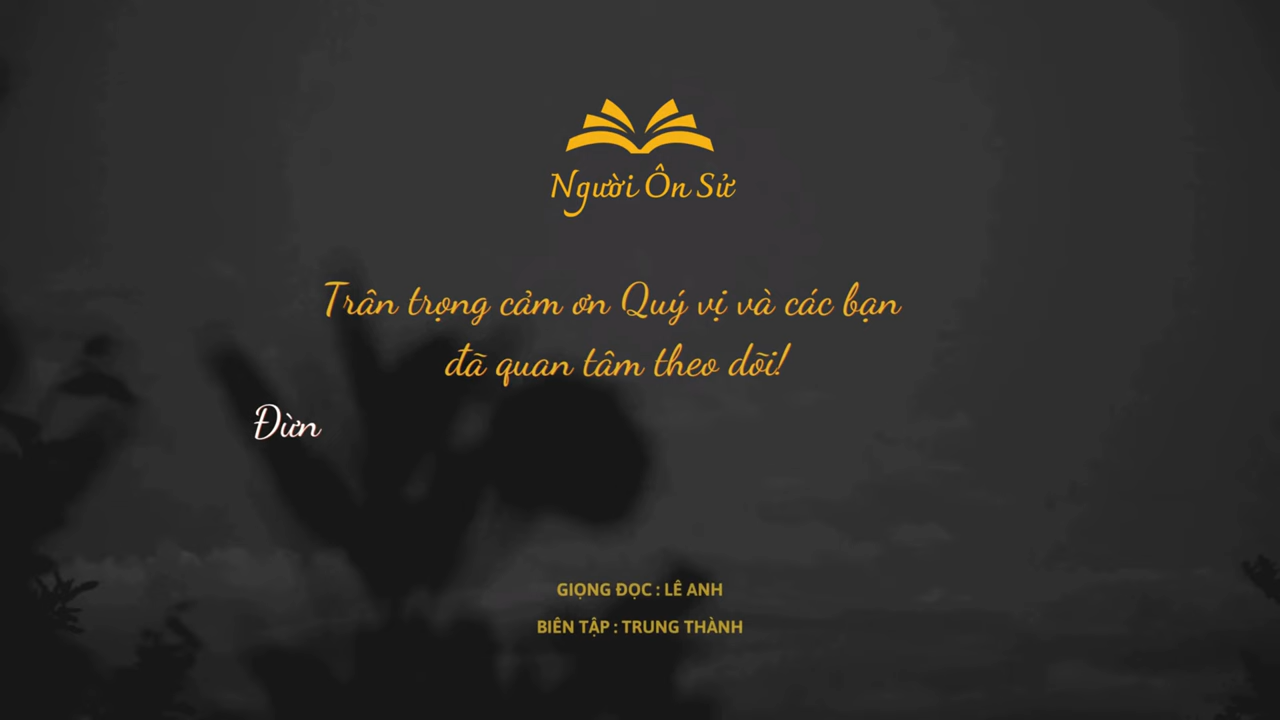 Người Ôn Sử
Trân trọng cảm ơn Quý vị và các bạn
đã quan tâm theo dõi!
Đừn
GIỌNG ĐỌC : LÊ ANH
BIÊN TẬP : TRUNG THÀNH